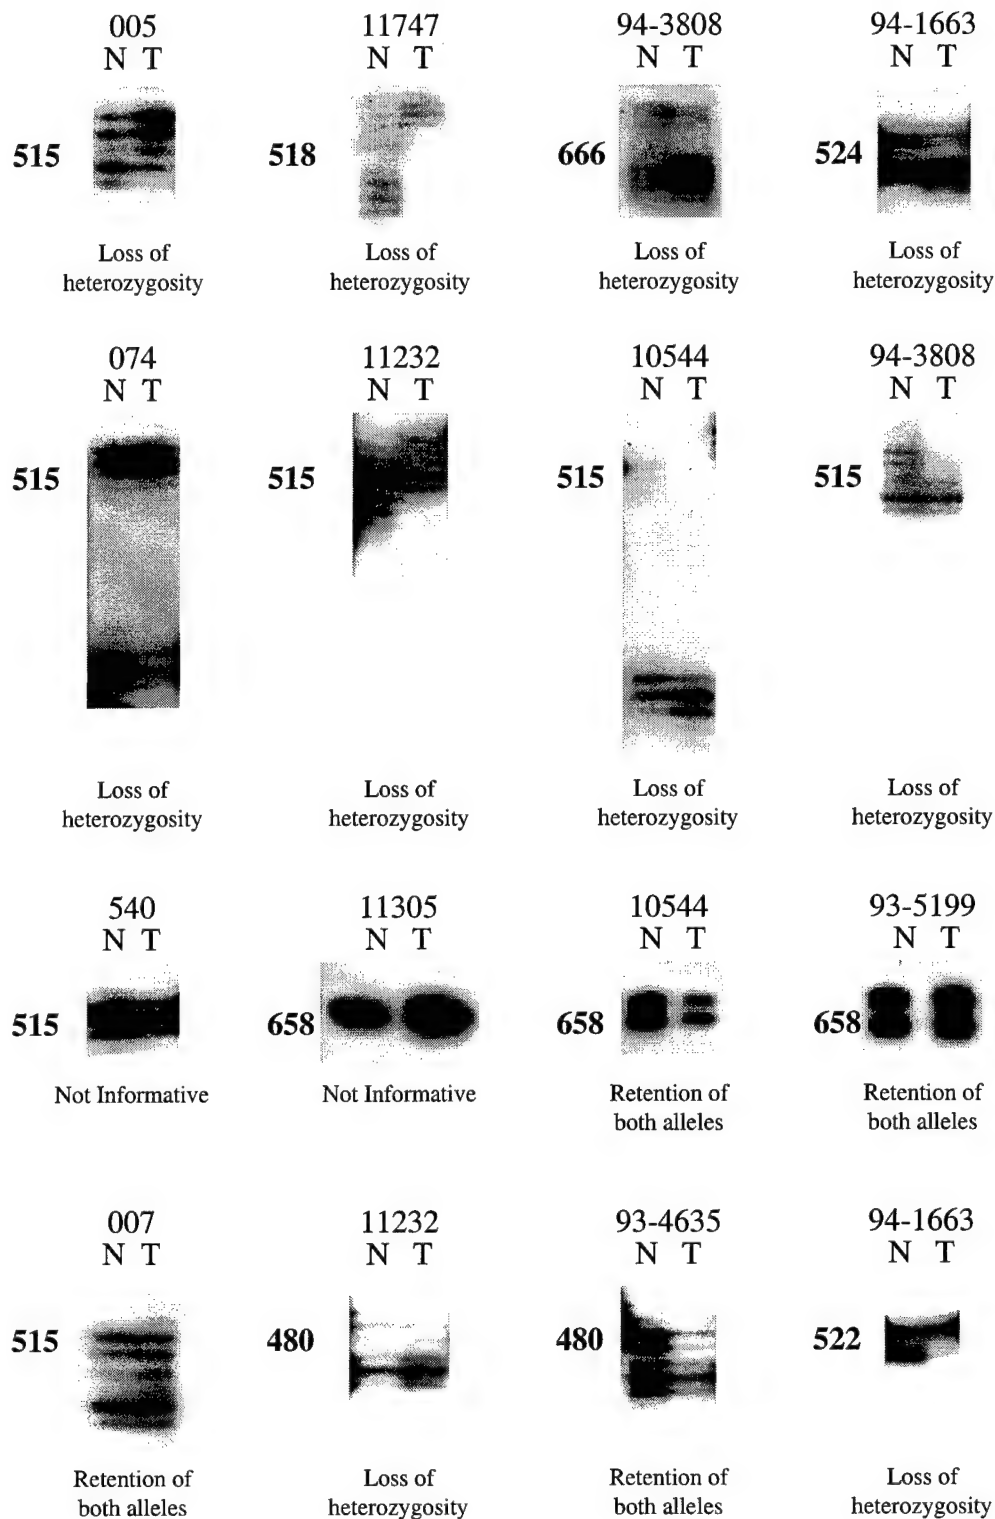 005 11747 94-3808 94-1663
N T N T N T N T
515 518 666 524
Loss of heterozygosity Loss of heterozygosity Loss of heterozygosity Loss of heterozygosity
074 11232 10544 94-3808
N T N T N T N T
515 515 515 515
Loss of heterozygosity Loss of heterozygosity Loss of heterozygosity Loss of heterozygosity
540 11305 10544 93-5199
N T N T N T N T
515 658 658 658
Not Informative Not Informative Retention of both alleles Retention of both alleles
007 11232 93-4635 94-1663
N T N T N T N T
515 480 480 522
Retention of both alleles Loss of heterozygosity Retention of both alleles Loss of heterozygosity